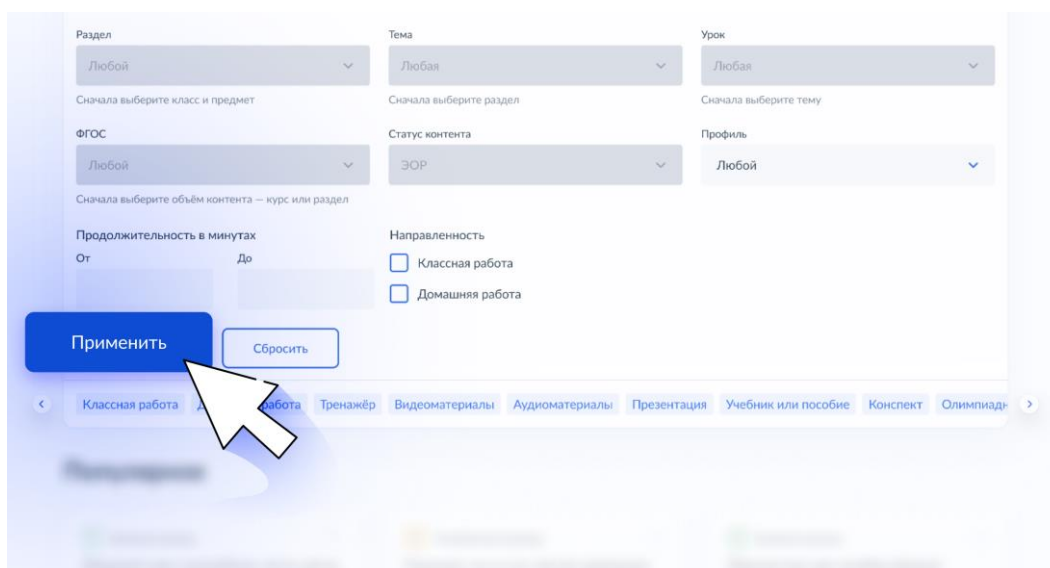 Раздел Тема Урок
Любой Любая Любая
Сначала выберите класс и предмет Сначала выберите раздел Сначала выберите тему
ФГОС Статус контента Профиль
Любой ЭОР Любой
Сначала выберите объём контента — курс или раздел
Продолжительность в минутах Направленность
От До
Классная работа
Домашняя работа
Применить Сбросить
Классная работа работа Тренажёр Видеоматериалы Аудиоматериалы Презентация Учебник или пособие Конспект Олимпиадн